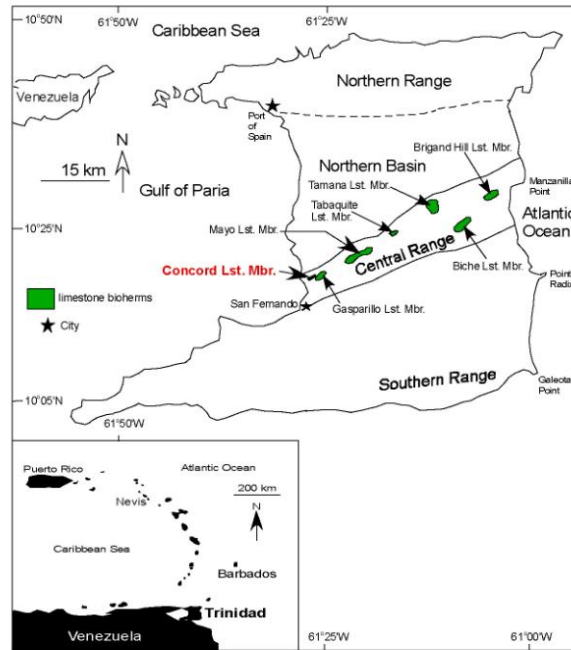 61°50'W
61°25'W
10°50'N
Caribbean Sea
Northern Range
Venezuela
Port
of
Spain
N
15 km
Gulf of Paria
Northern Basin
Brigand Hill Lst. Mbr.
Tamana Lst. Mbr.
Tabaquite
Lst. Mbr.
Manzanilla
Point
10°25'N
Mayo Lst. Mbr.
Atlantic
Ocean
Central Range
Concord Lst. Mbr.
Biche Lst. Mbr.
Point
Radix
limestone bioherms
San Fernando
Gasparillo Lst. Mbr.
City
Southern Range
Galeota
Point
10°05'N
61°50'W
Puerto Rico
Atlantic Ocean
Nevis
200 km
N
Caribbean Sea
Barbados
Trinidad
Venezuela
61°25'W
61°00'W